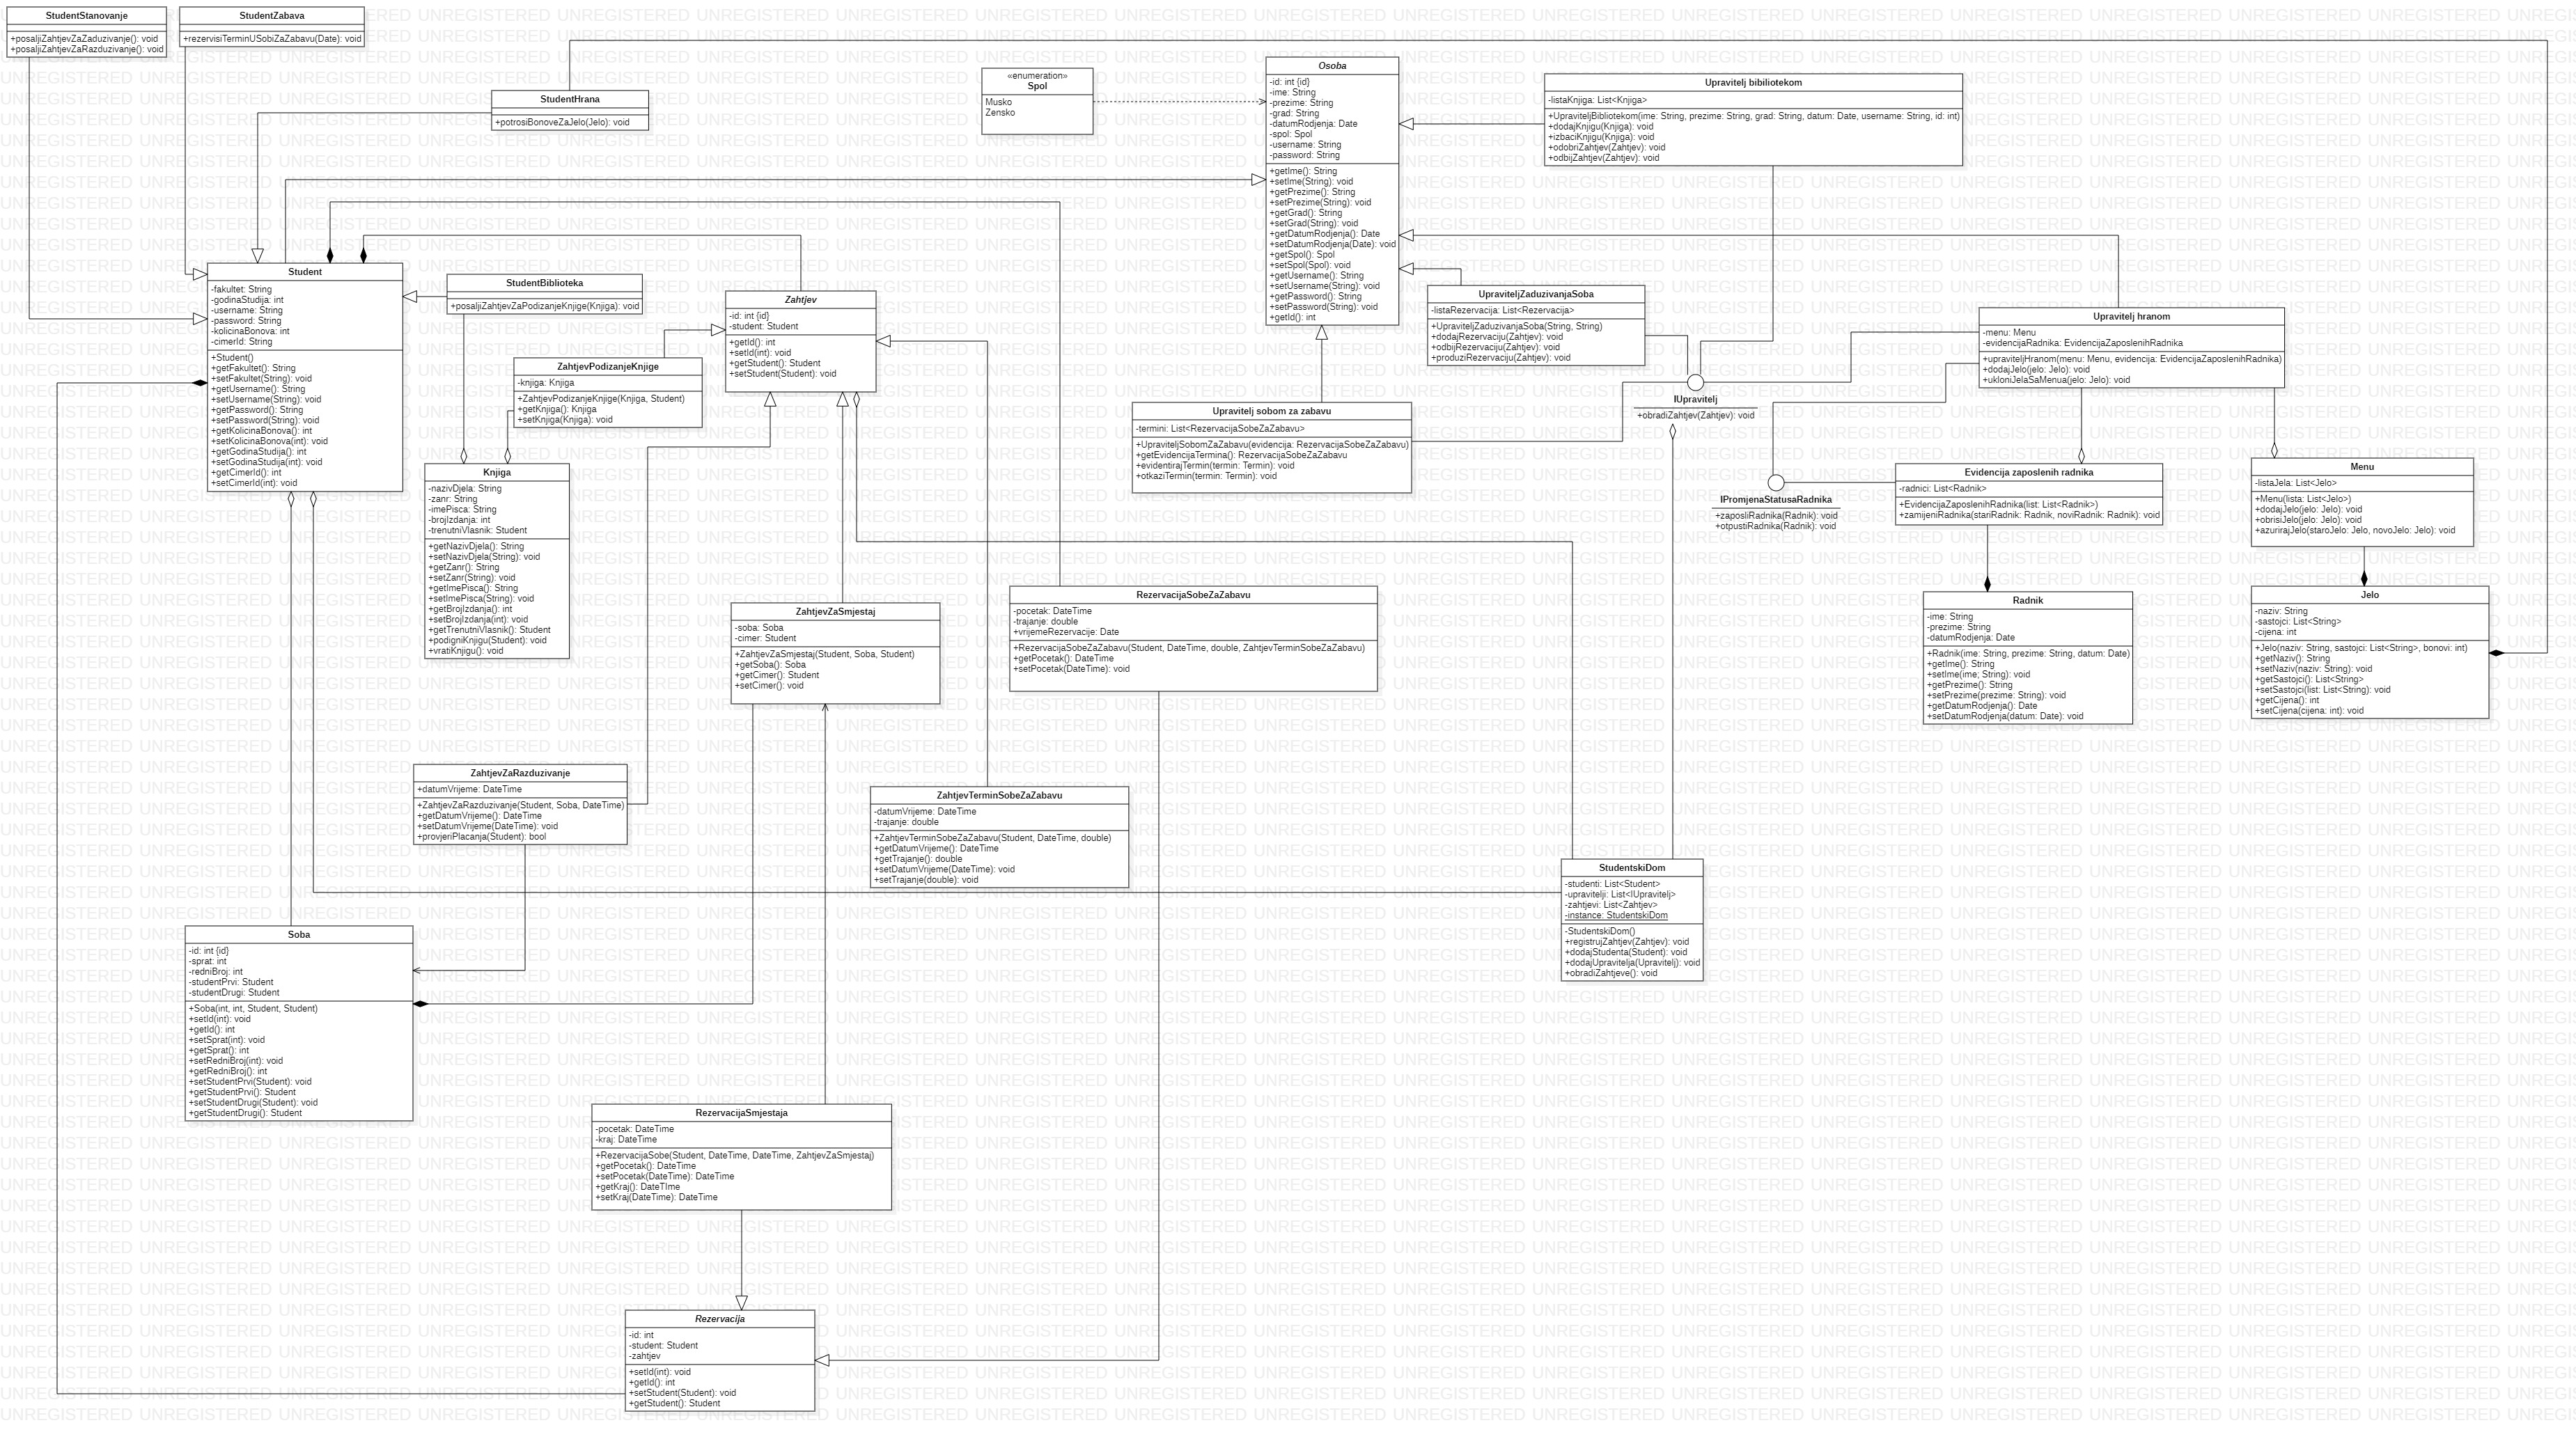 StudentStanovje
+posaljiZahtjevZaZaduzivanje(): void
+posaljiZahtjevZaRazduzivanje(): void
StudentZabava
+rezervisiTerminUSobiZaZabavu(Date): void
StudentHrana
+potrosiBonoveZaJelo(Jelo): void
«enumeration»
Spol
Musko
Zensko
Osoba
-id: int {id}
-ime: String
-prezime: String
-grad: String
-datumRodjenja: Date
-spol: Spol
-username: String
-password: String
+getIme(): String
+setIme(String): void
+getPrezime(): String
+setPrezime(String): void
+getGrad(): String
+setGrad(String): void
+getDatumRodjenja(): Date
+setDatumRodjenja(Date): void
+getSpol(): Spol
+setSpol(Spol): void
+getUsername(): String
+setUsername(String): void
+getPassword(): String
+setPassword(String): void
+getId(): int
Upravitelj bibiliotekom
-listaKnjiga: List<Knjiga>
+UpraviteljBibliotekom(ime: String, prezime: String, grad: String, datum: Date, username: String, id: int)
+dodajKnjigu(Knjiga): void
+izbaciKnjigu(Knjiga): void
+odobriZahtjev(Zahtjev): void
+odbijZahtjev(Zahtjev): void
Student
-fakultet: String
-godinaStudija: int
-username: String
-password: String
-kolicinaBonova: int
-cimerId: String
+Student()
+getFakultet(): String
+setFakultet(String): void
+getUsername(): String
+setUsername(String): void
+getPassword(): String
+setPassword(String): void
+getKolicinaBonova(): int
+setKolicinaBonova(int): void
+getGodinaStudija(): int
+setGodinaStudija(int): void
+getCimerId(): int
+setCimerId(int): void
StudentBiblioteka
+posaljiZahtjevZaPodizanjeKnjige(Knjiga): void
Zahtjev
-id: int {id}
-student: Student
+getId(): int
+setId(int): void
+getStudent(): Student
+setStudent(Student): void
ZahtjevPodizanjeKnjige
-knjiga: Knjiga
+ZahtjevPodizanjeKnjige(Knjiga, Student)
+getKnjiga(): Knjiga
+setKnjiga(Knjiga): void
UpraviteljZaduzivanjaSoba
-listaRezervacija: List<Rezervacija>
+UpraviteljZaduzivanjaSoba(String, String)
+dodajRezervaciju(Zahtjev): void
+odbijRezervaciju(Zahtjev): void
+produziRezervaciju(Zahtjev): void
Upravitelj hranom
-menu: Menu
-evidencijaRadnika: EvidencijaZaposlenihRadnika
+upraviteljHranom(menu: Menu, evidencija: EvidencijaZaposlenihRadnika)
+dodajJelo(jelo: Jelo): void
+ukloniJelaSaMenua(jelo: Jelo): void
IUpravitelj
+obradiZahtjev(Zahtjev): void
Upravitelj sobom za zabavu
-termini: List<RezervacijaSobeZaZabavu>
+UpraviteljSobomZaZabavu(evidencija: RezervacijaSobeZaZabavu)
+getEvidencijaTermina(): RezervacijaSobeZaZabavu
+evidentirajTermin(termin: Termin): void
+otkaziTermin(termin: Termin): void
Knjiga
-nazivDjela: String
-zanr: String
-imePisca: String
-brojIzdanja: int
-trenutniVlasnik: Student
+getNazivDjela(): String
+setNazivDjela(String): void
+getZanr(): String
+setZanr(String): void
+getImePisca(): String
+setImePisca(String): void
+getBrojIzdanja(): int
+setBrojIzdanja(int): void
+getTrenutniVlasnik(): Student
+podigniKnjigu(Student): void
+vratiKnjigu(): void
IPromjenaStatusaRadnika
+zaposliRadnika(Radnik): void
+otpustiRadnika(Radnik): void
Evidencija zaposlenih radnika
-radnici: List<Radnik>
+EvidencijaZaposlenihRadnika(list: List<Radnik>)
+zamijeniRadnika(stariRadnik: Radnik, noviRadnik: Radnik): void
Menu
-listaJela: List<Jelo>
+Menu(lista: List<Jelo>)
+dodajJelo(jelo: Jelo): void
+obrisiJelo(jelo: Jelo): void
+azurirajJelo(staroJelo: Jelo, novoJelo: Jelo): void
ZahtjevZaSmjestaj
-soba: Soba
-cimer: Student
+ZahtjevZaSmjestaj(Student, Soba, Student)
+getSoba(): Soba
+getCimer(): Student
+setCimer(): void
RezervacijaSobeZaZabavu
-pocetak: DateTime
-trajanje: double
+vrijemeRezervacije: Date
+RezervacijaSobeZaZabavu(Student, DateTime, double, ZahtjevTerminSobeZaZabavu)
+getPocetak(): DateTime
+setPocetak(DateTime): void
Radnik
-ime: String
-prezime: String
-datumRodjenja: Date
+Radnik(ime: String, prezime: String, datum: Date)
+getIme(): String
+setIme(ime; String): void
+getPrezime(): String
+setPrezime(prezime: String): void
+getDatumRodjenja(): Date
+setDatumRodjenja(datum: Date): void
Jelo
-naziv: String
-sastojci: List<String>
-cijena: int
+Jelo(naziv: String, sastojci: List<String>, bonovi: int)
+getNaziv(): String
+setNaziv(naziv: String): void
+getSastojci(): List<String>
+setSastojci(list: List<String): void
+getCijena(): int
+setCijena(cijena: int): void
ZahtjevZaRazduzivanje
+datumVrijeme: DateTime
+ZahtjevZaRazduzivanje(Student, Soba, DateTime)
+getDatumVrijeme(): DateTime
+setDatumVrijeme(DateTime): void
+provjeriPlacanja(Student): bool
ZahtjevTerminSobeZaZabavu
-datumVrijeme: DateTime
-trajanje: double
+ZahtjevTerminSobeZaZabavu(Student, DateTime, double)
+getDatumVrijeme(): DateTime
+getTrajanje(): double
+setDatumVrijeme(DateTime): void
+setTrajanje(double): void
StudentskiDom
-studenti: List<Student>
-upravitelji: List<IUpravitelj>
-zahtjevi: List<Zahtjev>
-instance: StudentskiDom
-StudentskiDom()
+registrujZahtjev(Zahtjev): void
+dodajStudenta(Student): void
+dodajUpravitelja(Upravitelj): void
+obradiZahtjeve(): void
Soba
-id: int {id}
-sprat: int
-redniBroj: int
-studentPrvi: Student
-studentDrugi: Student
+Soba(int, int, Student, Student)
+setId(int): void
+getId(): int
+setSprat(int): void
+getSprat(): int
+setRedniBroj(int): void
+getRedniBroj(): int
+setStudentPrvi(Student): void
+getStudentPrvi(): Student
+setStudentDrugi(Student): void
+getStudentDrugi(): Student
RezervacijaSmjestaja
-pocetak: DateTime
-kraj: DateTime
+RezervacijaSobe(Student, DateTime, DateTime, ZahtjevZaSmjestaj)
+getPocetak(): DateTime
+setPocetak(DateTime): DateTime
+getKraj(): DateTIme
+setKraj(DateTime): DateTime
Rezervacija
-id: int
-student: Student
-zahtjev
+setId(int): void
+getId(): int
+setStudent(Student): void
+getStudent(): Student